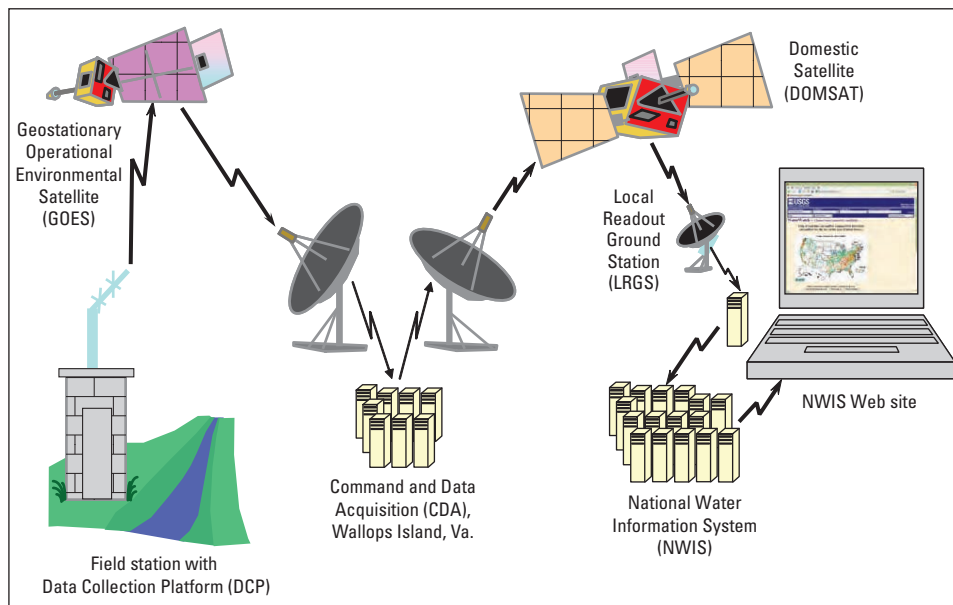 Geostationary
Operational
Environmental
Satellite
(GOES)
Domestic
Satellite
(DOMSAT)
Local
Readout
Ground
Station
(LRGS)
USGS
NWIS Web site
Command and Data
Acquisition (CDA),
Wallops Island, Va.
National Water
Information System
(NWIS)
Field station with
Data Collection Platform (DCP)